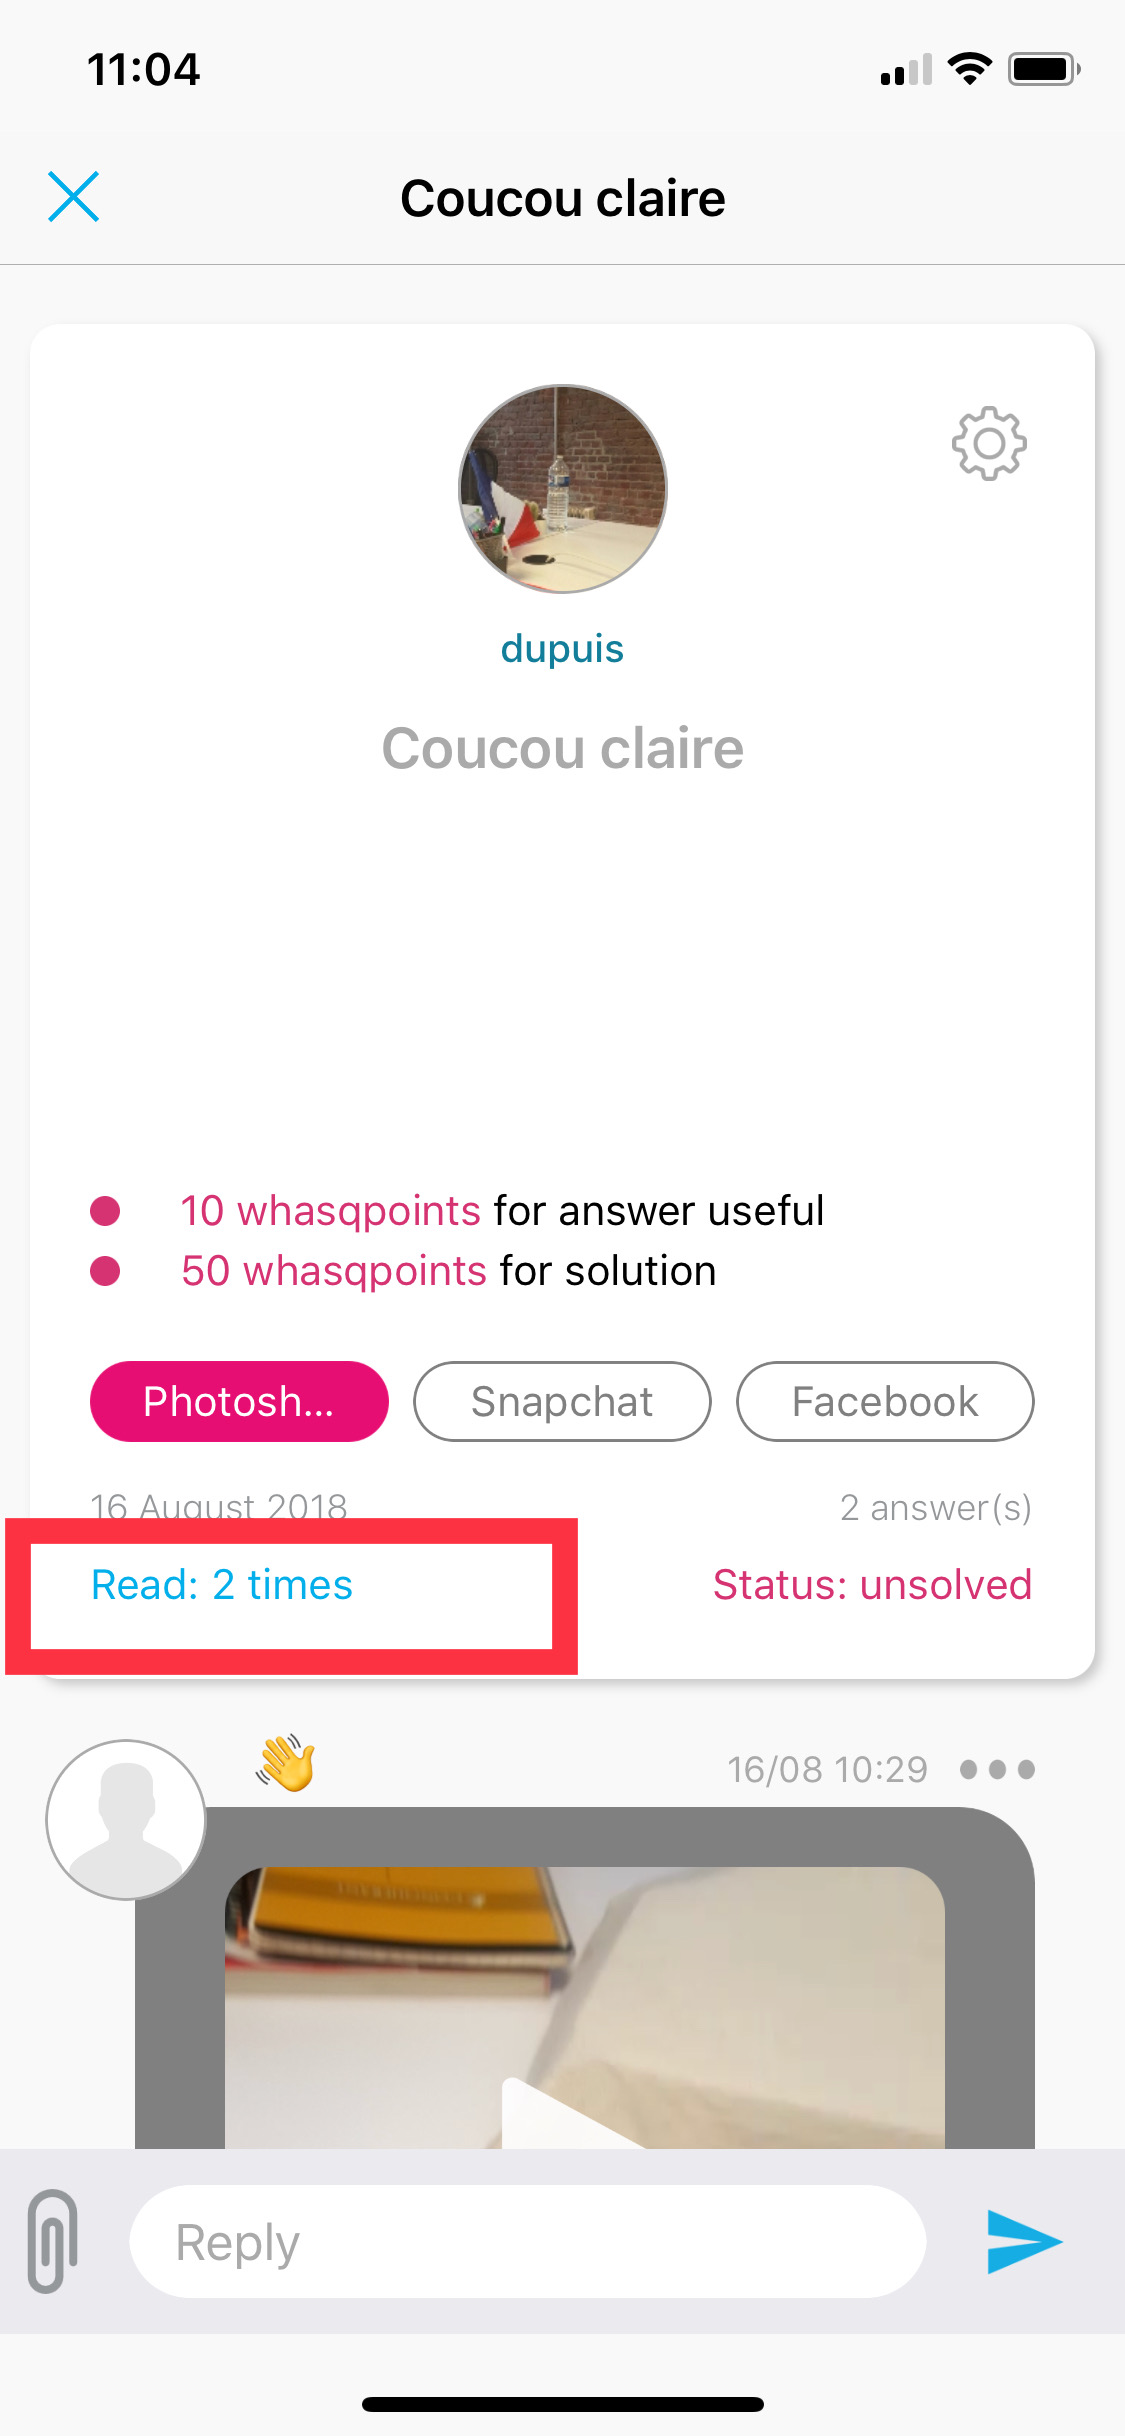 11:04
Coucou claire
dupuis
Coucou claire
10 whasqpoints for answer useful
50 whasqpoints for solution
Photosh...
Snapchat
Facebook
16 August 2018
2 answer(s)
Read: 2 times
Status: unsolved
👋
16/08 10:29
Reply